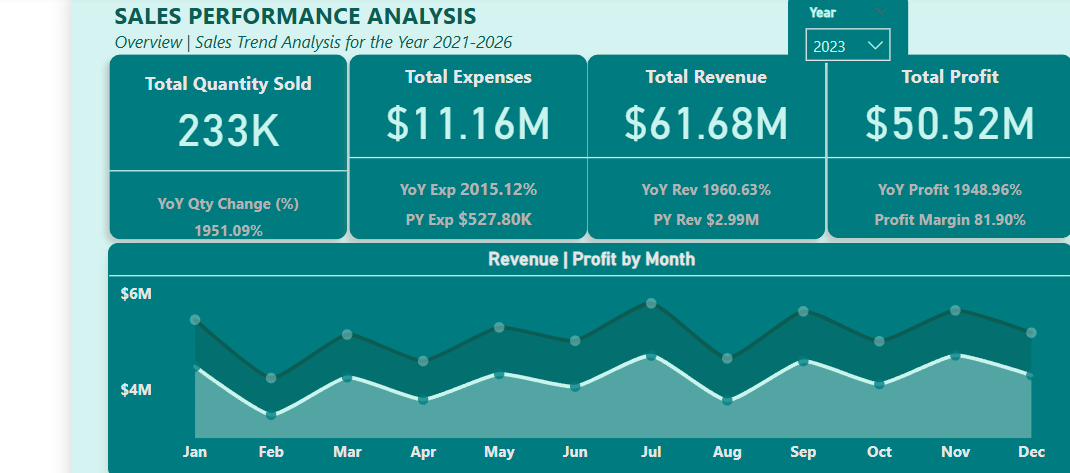 SALES PERFORMANCE ANALYSIS
Overview | Sales Trend Analysis for the Year 2021-2026
Year
2023
Total Quantity Sold
233K
YoY Qty Change (%)
1951.09%
Total Expenses
$11.16M
YoY Exp 2015.12%
PY Exp $527.80K
Total Revenue
$61.68M
YoY Rev 1960.63%
PY Rev $2.99M
Total Profit
$50.52M
YoY Profit 1948.96%
Profit Margin 81.90%
Revenue | Profit by Month
$6M
$4M
Jan Feb Mar Apr May Jun Jul Aug Sep Oct Nov Dec